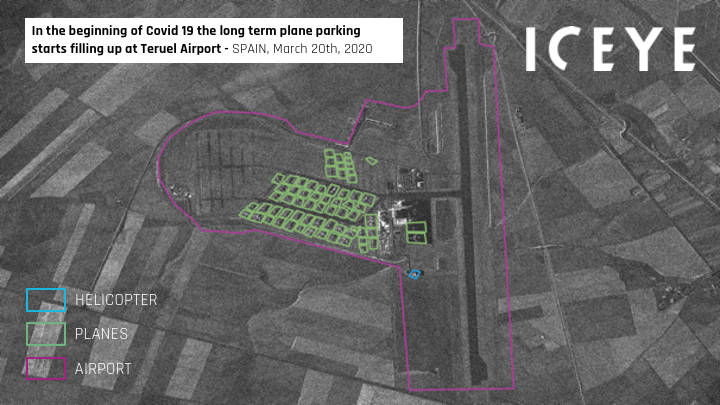 In the beginning of Covid 19 the long term plane parking
starts filling up at Teruel Airport - SPAIN, March 20th, 2020
ICEYE
HELICOPTER
PLANES
AIRPORT